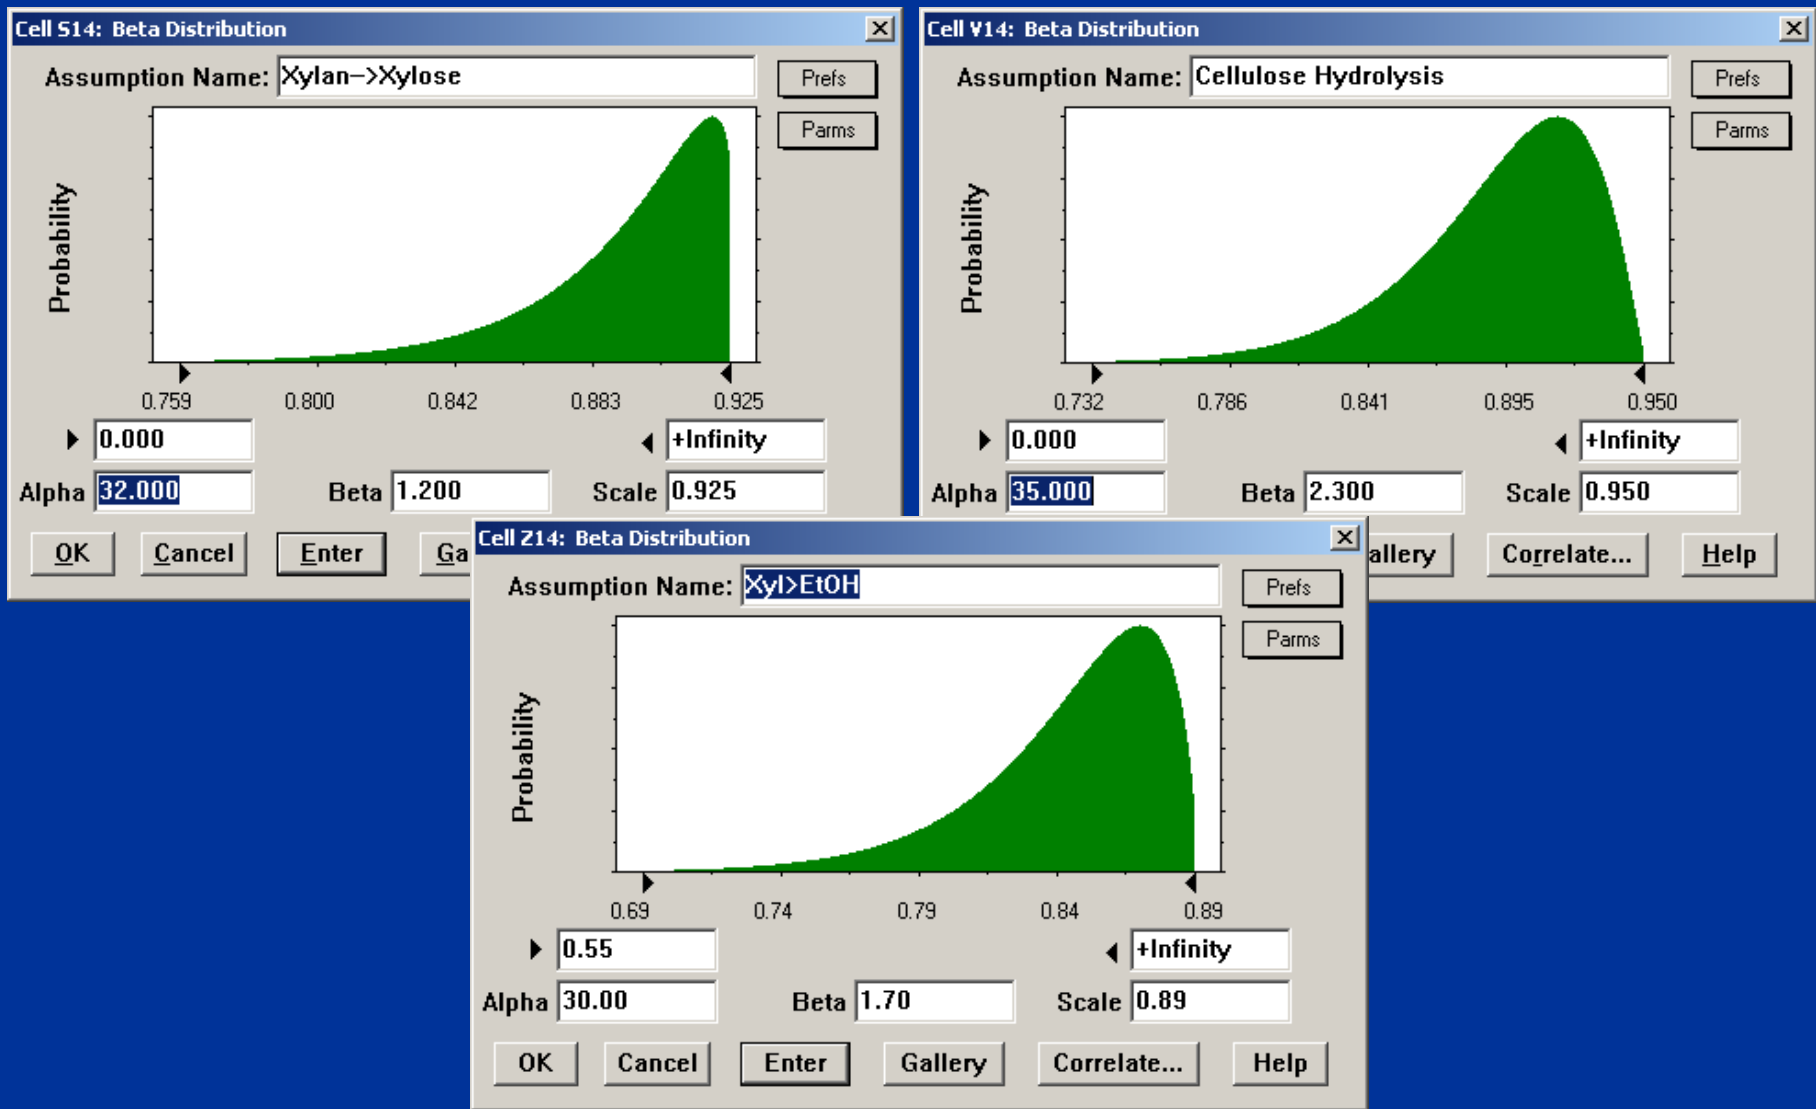 Cell S14: Beta Distribution
Assumption Name: Xylan->Xylose
Prefs
Parms
Probability
0.759 0.800 0.842 0.883 0.925
0.000 +Infinity
Alpha 32.000 Beta 1.200 Scale 0.925
OK Cancel Enter Ga
Cell V14: Beta Distribution
Assumption Name: Cellulose Hydrolysis
Prefs
Parms
Probability
0.732 0.786 0.841 0.895 0.950
0.000 +Infinity
Alpha 35.000 Beta 2.300 Scale 0.950
allery Correlate... Help
Cell Z14: Beta Distribution
Assumption Name: Xyl>EtOH
Prefs
Parms
Probability
0.69 0.74 0.79 0.84 0.89
0.55 +Infinity
Alpha 30.00 Beta 1.70 Scale 0.89
OK Cancel Enter Gallery Correlate... Help